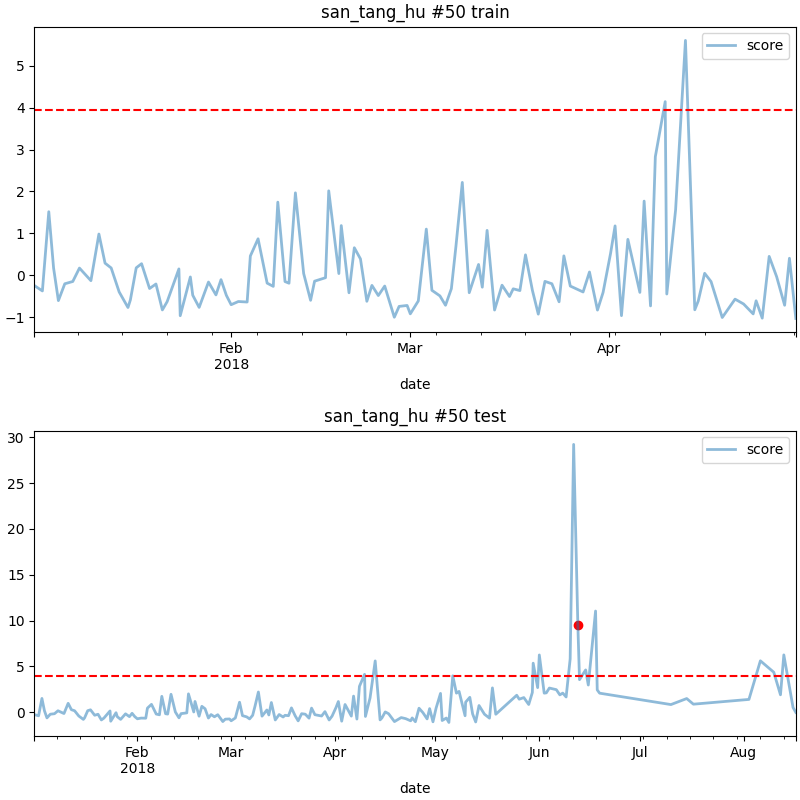 san_tang_hu #50 train
score
5
4
3
2
1
0
−1
Feb
2018
Mar
Apr
date
san_tang_hu #50 test
score
30
25
20
15
10
5
0
Feb
2018
Mar
Apr
May
Jun
Jul
Aug
date